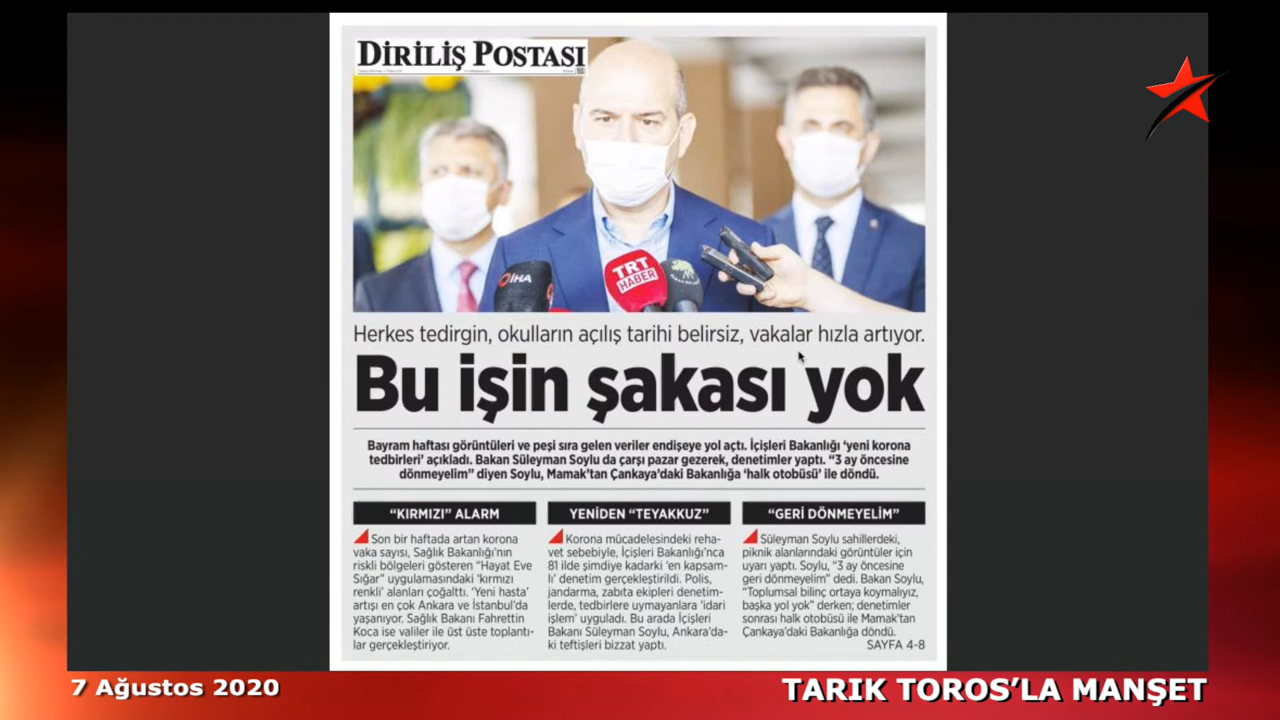 DİRİLİŞ POSTASI
İHA
TRT
HABER
Herkes tedirgin, okulların açılış tarihi belirsiz, vakalar hızla artıyor.
Bu işin şakası yok
Bayram haftası görüntüleri ve peşi sıra gelen veriler endişeye yol açtı. İçişleri Bakanlığı ‘yeni korona
tedbirleri’ açıkladı. Bakan Süleyman Soylu da çarşı pazar gezerek, denetimler yaptı. “3 ay öncesine
dönmeyelim” diyen Soylu, Mamak’tan Çankaya’daki Bakanlığa ‘halk otobüsü’ ile döndü.
“KIRMIZI” ALARM
Son bir haftada artan korona
vaka sayısı, Sağlık Bakanlığı’nın
riskli bölgeleri gösteren “Hayat Eve
Sığar” uygulamasındaki ‘kırmızı
renkli’ alanları çoğalttı. ‘Yeni hasta’
artışı en çok Ankara ve İstanbul’da
yaşanıyor. Sağlık Bakanı Fahrettin
Koca ise valiler ile üst üste toplantı-
lar gerçekleştiriyor.
YENİDEN “TEYAKKUZ”
Korona mücadelesindeki reha-
vet sebebiyle, İçişleri Bakanlığı’nca
81 ilde şimdiye kadarki ‘en kapsam-
lı’ denetim gerçekleştirildi. Polis,
jandarma, zabıta ekipleri denetim-
lerde, tedbirlere uymayanlara ‘idari
işlem’ uyguladı. Bu arada İçişleri
Bakanı Süleyman Soylu, Ankara’da-
ki teftişleri bizzat yaptı.
“GERİ DÖNMEYELİM”
Süleyman Soylu sahillerdeki,
piknik alanlarındaki görüntüler için
uyarı yaptı. Soylu, “3 ay öncesine
geri dönmeyelim” dedi. Bakan Soylu,
“Toplumsal bilinç ortaya koymalıyız,
başka yol yok” derken; denetimler
sonrası halk otobüsü ile Mamak’tan
Çankaya’daki Bakanlığa döndü.
SAYFA 4-8
7 Ağustos 2020
TARIK TOROS’LA MANŞET